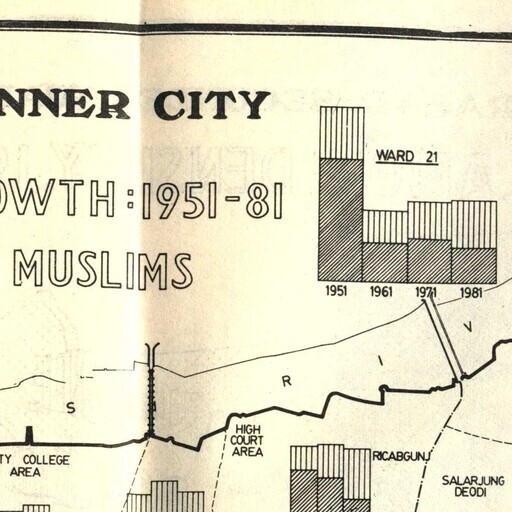 NNER CITY
WARD 21
OWTH:1951-81
MUSLIMS
1951 1961 1971 1981
S R I V
HIGH
COURT
AREA
TY COLLEGE
AREA
RICABGUNJ
SALARJUNG
DEODI